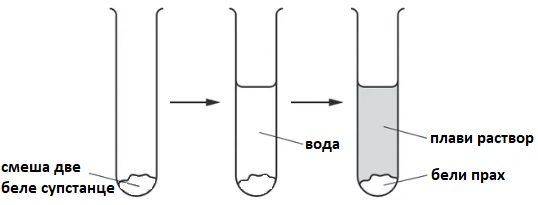 смеша две
беле супстанце
вода
плави раствор
бели прах